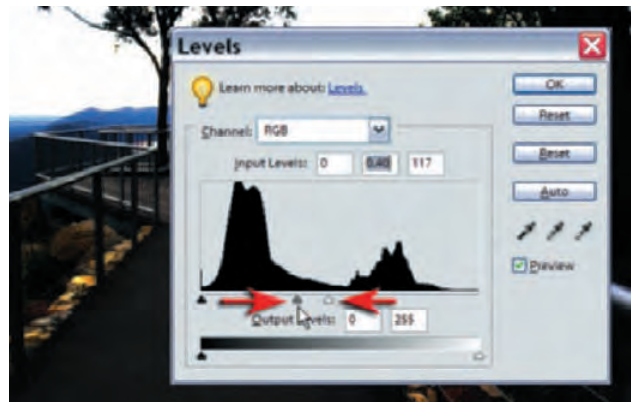 Levels
Learn more about: Levels
OK
Reset
Channel: RGB
Reset
Input Levels: 0 0.40 117
Auto
Preview
Output Levels: 0 255